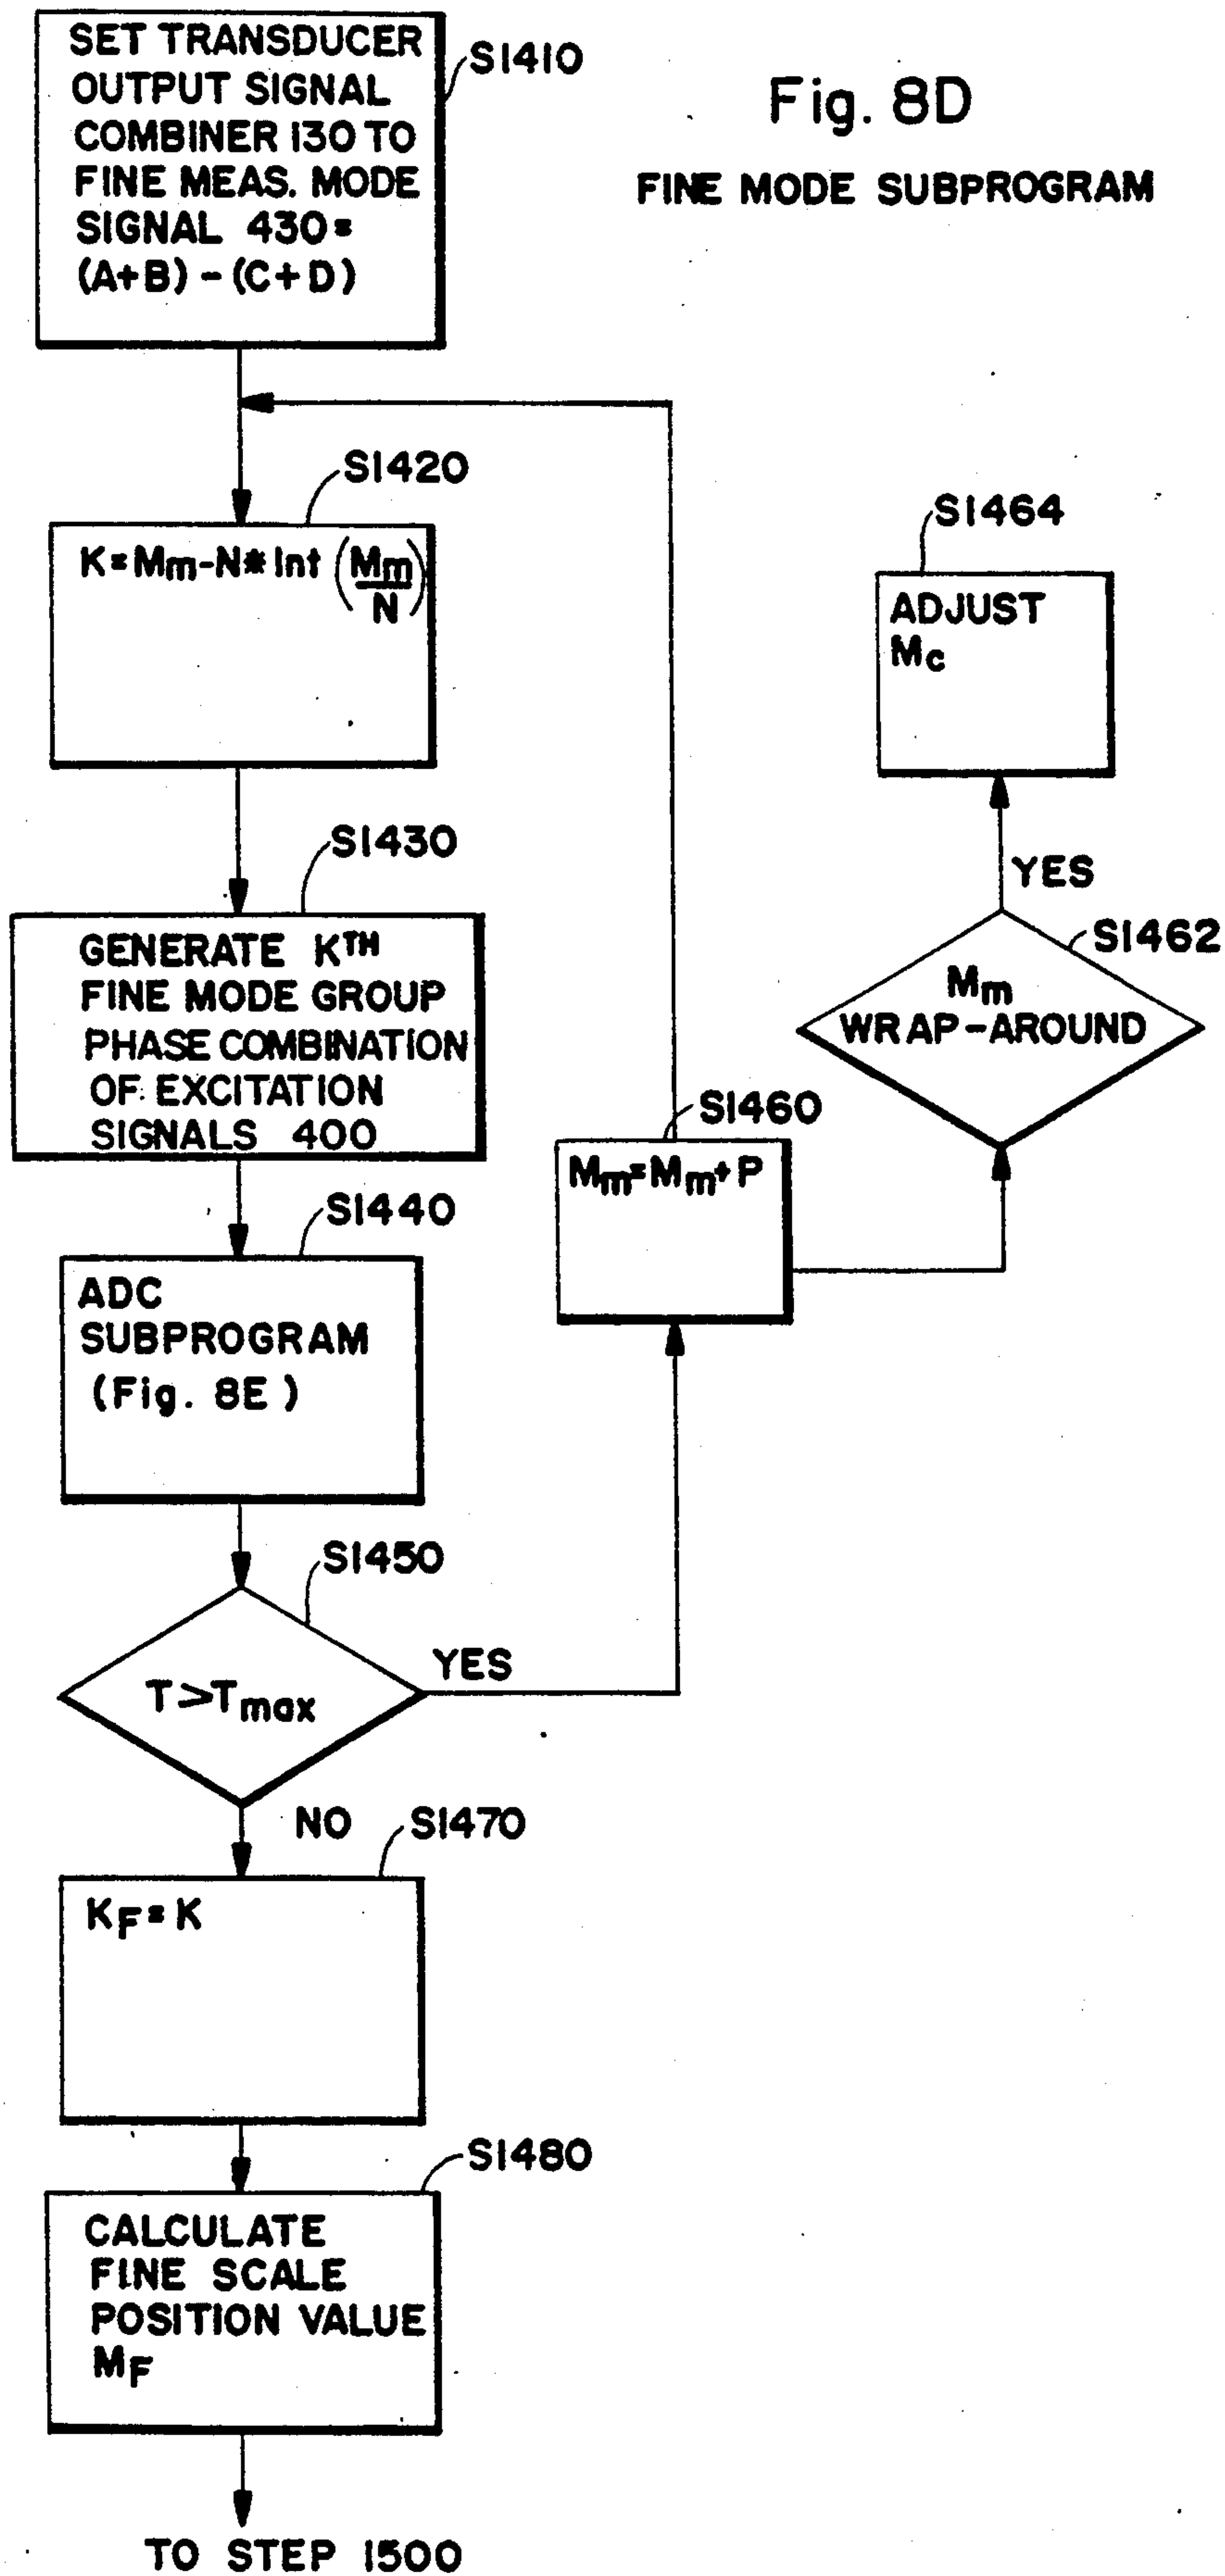 SET TRANSDUCER
OUTPUT SIGNAL
COMBINER 130 TO
FINE MEAS. MODE
SIGNAL 430=
(A+B) - (C+D)
S1410
Fig. 8D
FINE MODE SUBPROGRAM
S1420
K=Mm-N* Int (Mm
N)
S1430
GENERATE KTH
FINE MODE GROUP
PHASE COMBINATION
OF EXCITATION
SIGNALS 400
S1440
ADC
SUBPROGRAM
(Fig. 8E)
S1450
T>Tmax
YES
NO
S1460
Mm=Mm+P
S1462
Mm
WRAP-AROUND
YES
S1464
ADJUST
Mc
S1470
KF=K
S1480
CALCULATE
FINE SCALE
POSITION VALUE
MF
TO STEP 1500